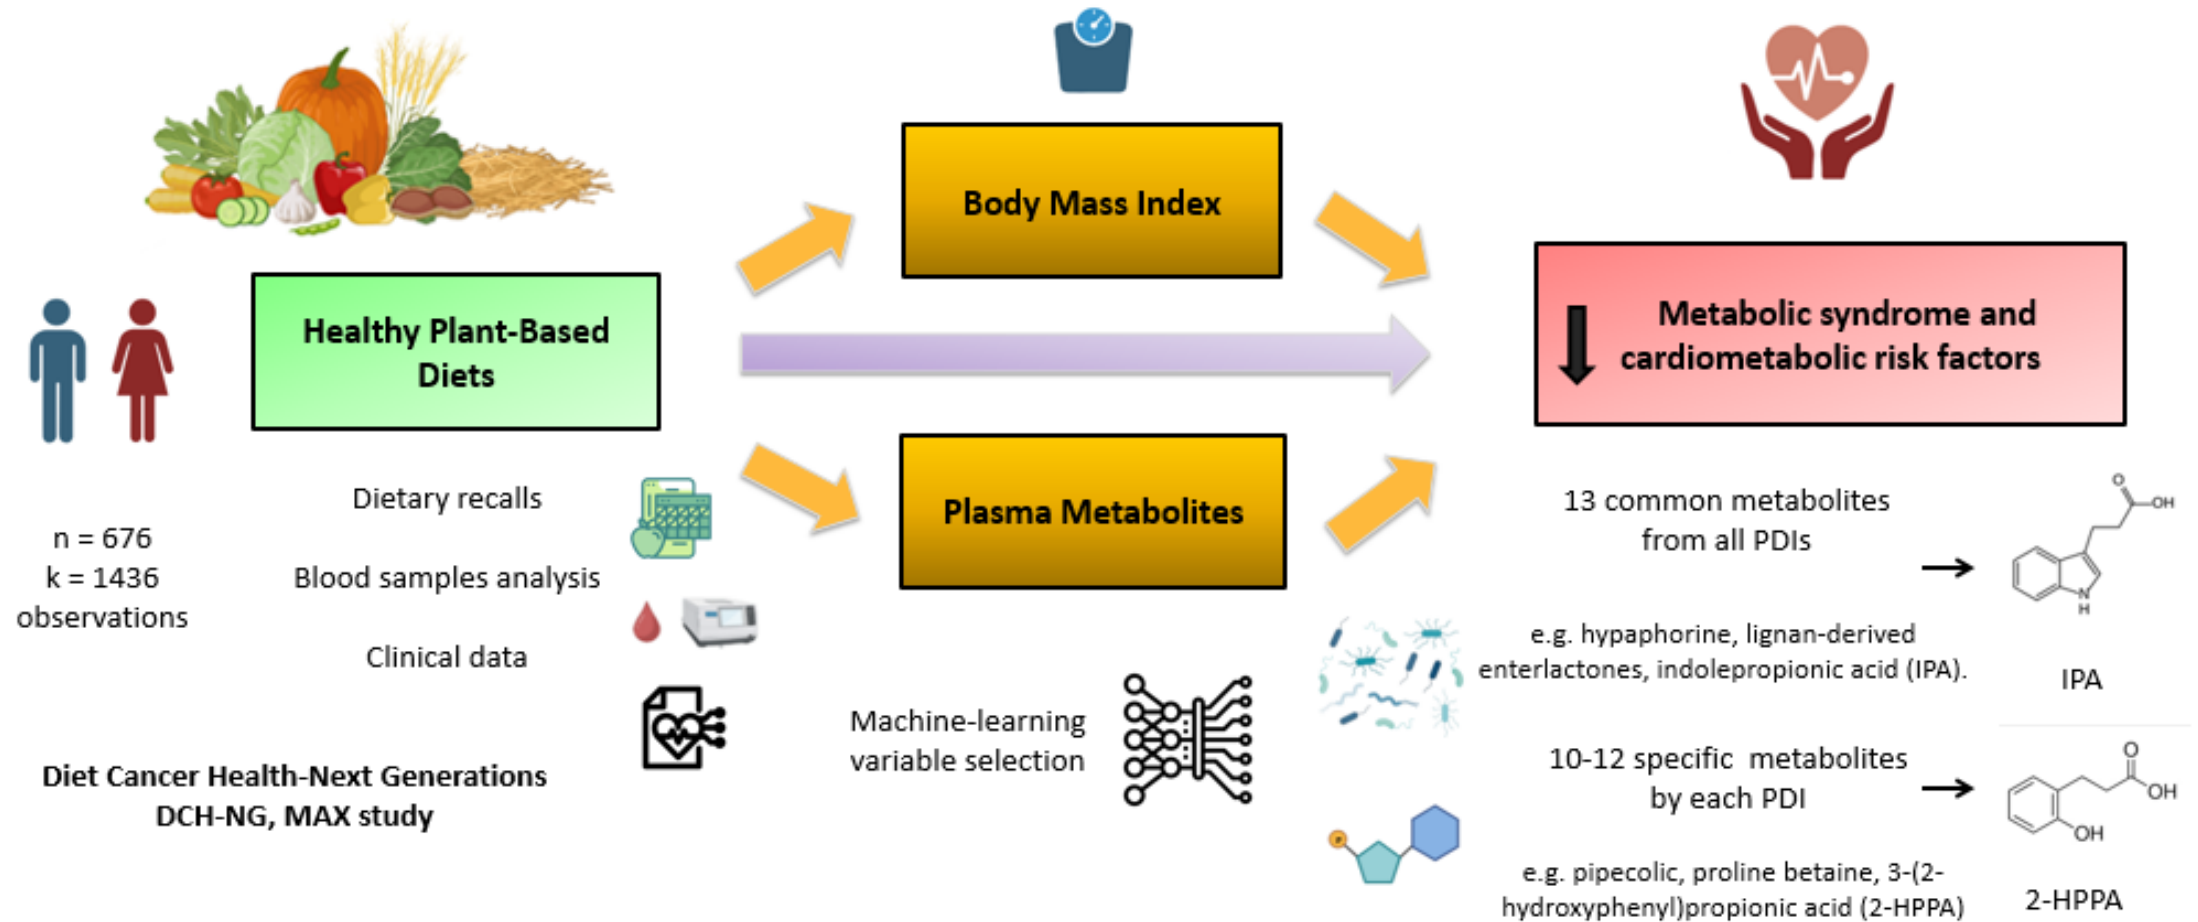 Body Mass Index
Healthy Plant-Based
Diets
Metabolic syndrome and
cardiometabolic risk factors
Plasma Metabolites
n = 676
k = 1436
observations
Dietary recalls
Blood samples analysis
Clinical data
Diet Cancer Health-Next Generations
DCH-NG, MAX study
Machine-learning
variable selection
13 common metabolites
from all PDIs
e.g. hypaphorine, lignan-derived
enterlactones, indolepropionic acid (IPA).
O
OH
N
H
IPA
10-12 specific metabolites
by each PDI
e.g. pipecolic, proline betaine, 3-(2-
hydroxyphenyl)propionic acid (2-HPPA)
O
OH
OH
2-HPPA
P